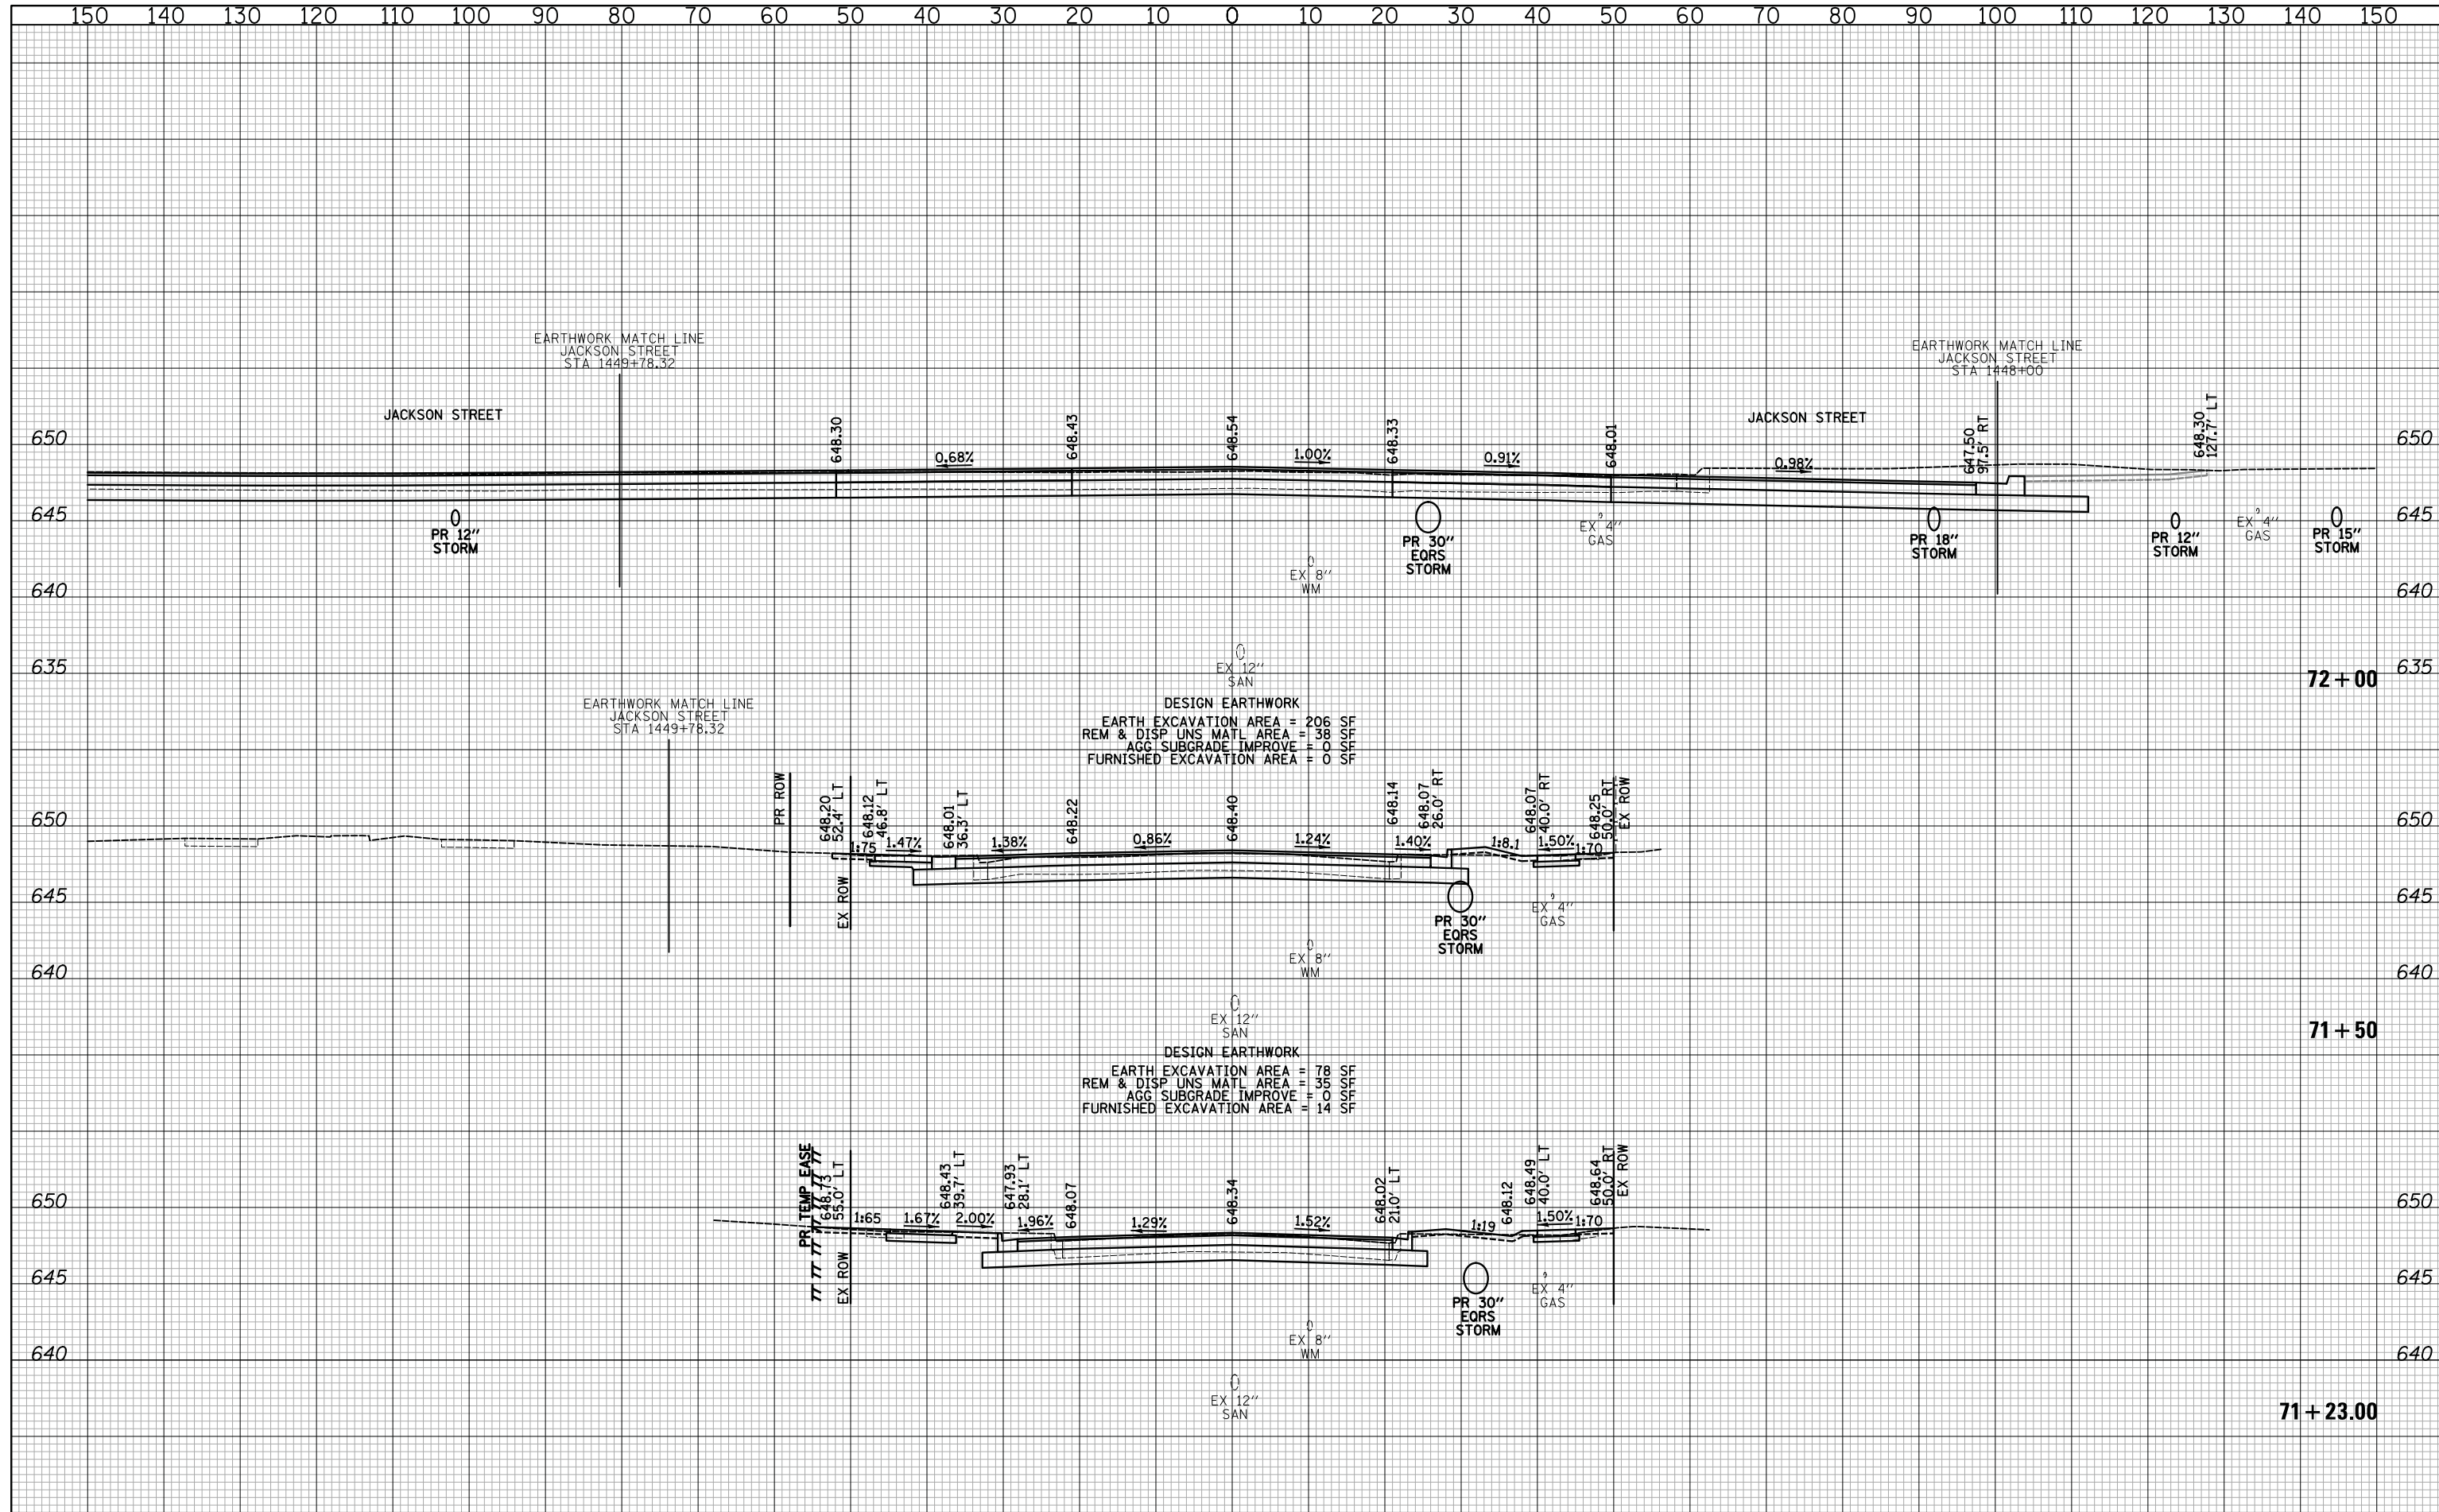 150 140 130 120 110 100 90 80 70 60 50 40 30 20 10 0 10 20 30 40 50 60 70 80 90 100 110 120 130 140 150
EARTHWORK MATCH LINE
JACKSON STREET
STA 1449+78.32
EARTHWORK MATCH LINE
JACKSON STREET
STA 1448+00
JACKSON STREET
JACKSON STREET
648.30
648.43
648.54
648.33
648.01
647.50
97.5' RT
648.30
127.7' LT
650
650
0.68%
1.00%
0.91%
0.98%
645
645
PR 12"
STORM
PR 30"
EQRS
STORM
EX 4"
GAS
PR 18"
STORM
PR 12"
STORM
EX 4"
GAS
PR 15"
STORM
EX 8"
WM
640
640
EX 12"
SAN
635
635
72+00
DESIGN EARTHWORK
EARTH EXCAVATION AREA = 206 SF
REM & DISP UNS MATL AREA = 38 SF
AGG SUBGRADE IMPROVE = 0 SF
FURNISHED EXCAVATION AREA = 0 SF
EARTHWORK MATCH LINE
JACKSON STREET
STA 1449+78.32
PR ROW
648.20
52.4' LT
648.12
46.8' LT
648.01
36.3' LT
648.22
648.40
648.14
648.07
26.0' RT
648.07
40.0' RT
648.25
50.0' RT
EX ROW
650
650
1:75
1.47%
1.38%
0.86%
1.24%
1.40%
1:8.1
1.50%
1:70
EX ROW
645
645
PR 30"
EQRS
STORM
EX 4"
GAS
EX 8"
WM
640
640
EX 12"
SAN
71+50
DESIGN EARTHWORK
EARTH EXCAVATION AREA = 78 SF
REM & DISP UNS MATL AREA = 35 SF
AGG SUBGRADE IMPROVE = 0 SF
FURNISHED EXCAVATION AREA = 14 SF
PR TEMP EASE
648.73
55.0' LT
648.43
39.7' LT
647.93
28.1' LT
648.07
648.34
648.02
21.0' LT
648.12
648.49
40.0' LT
648.64
50.0' RT
EX ROW
650
650
1:65
1.67%
2.00%
1.96%
1.29%
1.52%
1:19
1.50%
1:70
EX ROW
645
645
PR 30"
EQRS
STORM
EX 4"
GAS
EX 8"
WM
640
640
EX 12"
SAN
71+23.00